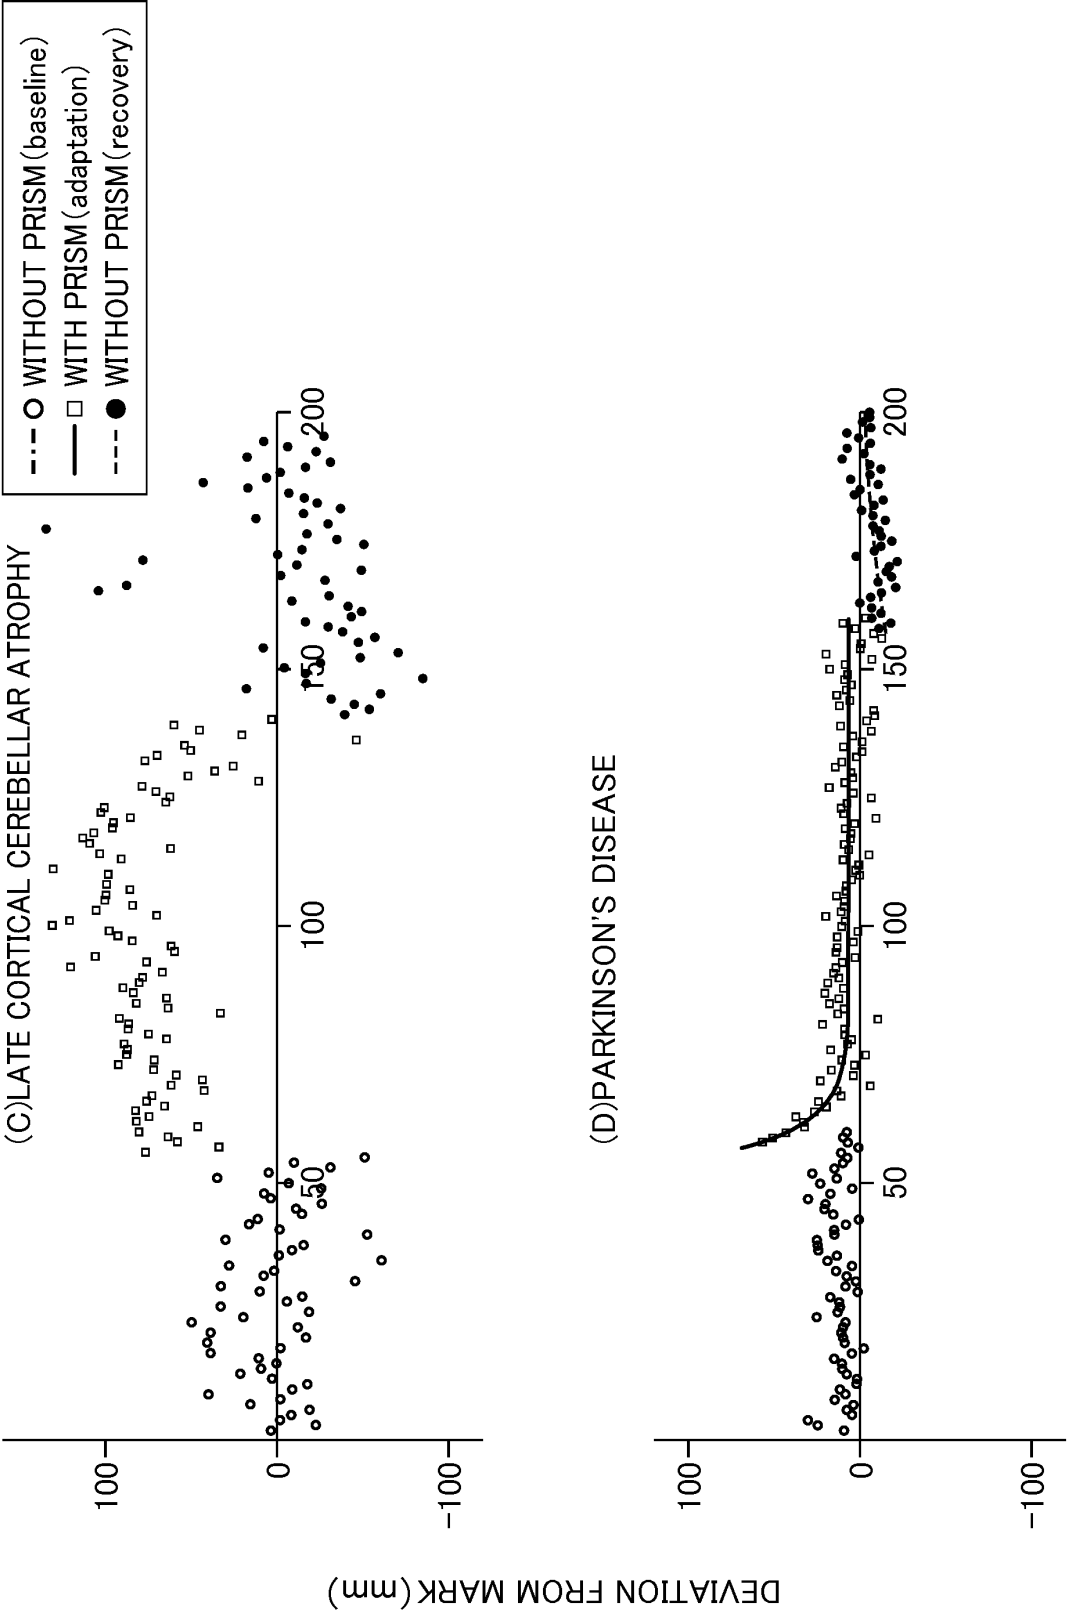 WITHOUT PRISM(baseline)
WITH PRISM(adaptation)
WITHOUT PRISM(recovery)
(C)LATE CORTICAL CEREBELLAR ATROPHY
100
0
-100
50
100
150
200
(D)PARKINSON'S DISEASE
100
0
-100
50
100
150
200
DEVIATION FROM MARK(mm)